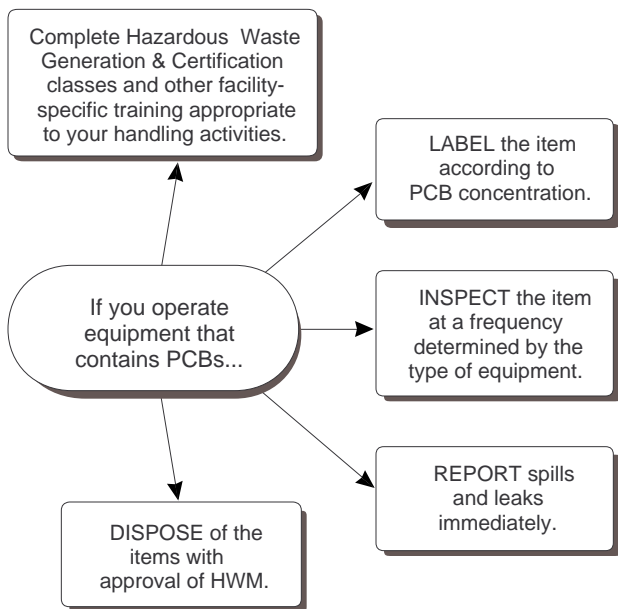 Complete Hazardous Waste
Generation & Certification
classes and other facility-
specific training appropriate
to your handling activities.
LABEL the item
according to
PCB concentration.
If you operate
equipment that
contains PCBs...
INSPECT the item
at a frequency
determined by the
type of equipment.
REPORT spills
and leaks
immediately.
DISPOSE of the
items with
approval of HWM.